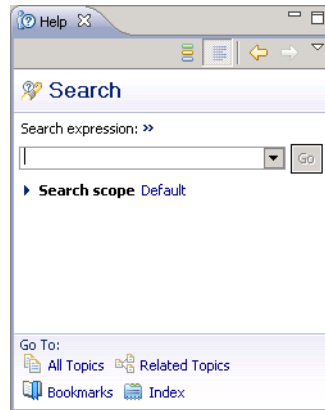 Help
Search
Search expression: »
Go
Search scope Default
Go To:
All Topics Related Topics
Bookmarks Index